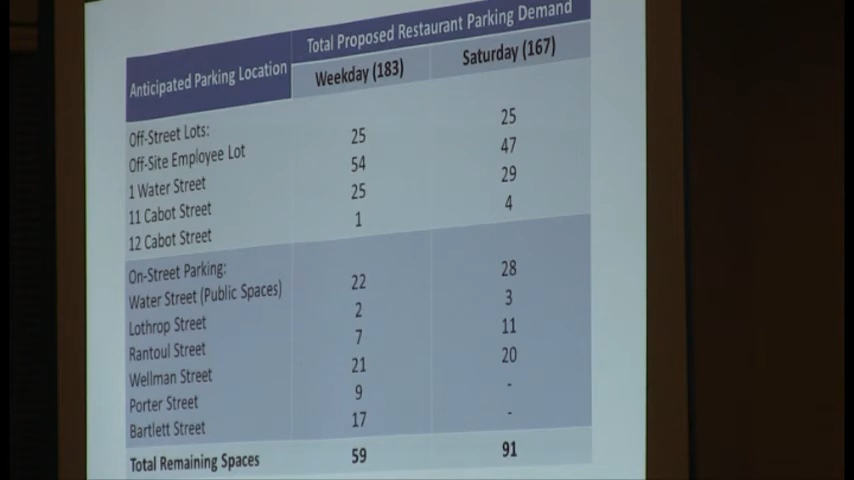 Total Proposed Restaurant Parking Demand
Anticipated Parking Location Weekday (183) Saturday (167)
Off-Street Lots:
Off-Site Employee Lot 25 25
1 Water Street 54 47
11 Cabot Street 25 29
12 Cabot Street 1 4
On-Street Parking:
Water Street (Public Spaces) 22 28
Lothrop Street 2 3
Rantoul Street 7 11
Wellman Street 21 20
Porter Street 9 -
Bartlett Street 17 -
Total Remaining Spaces 59 91